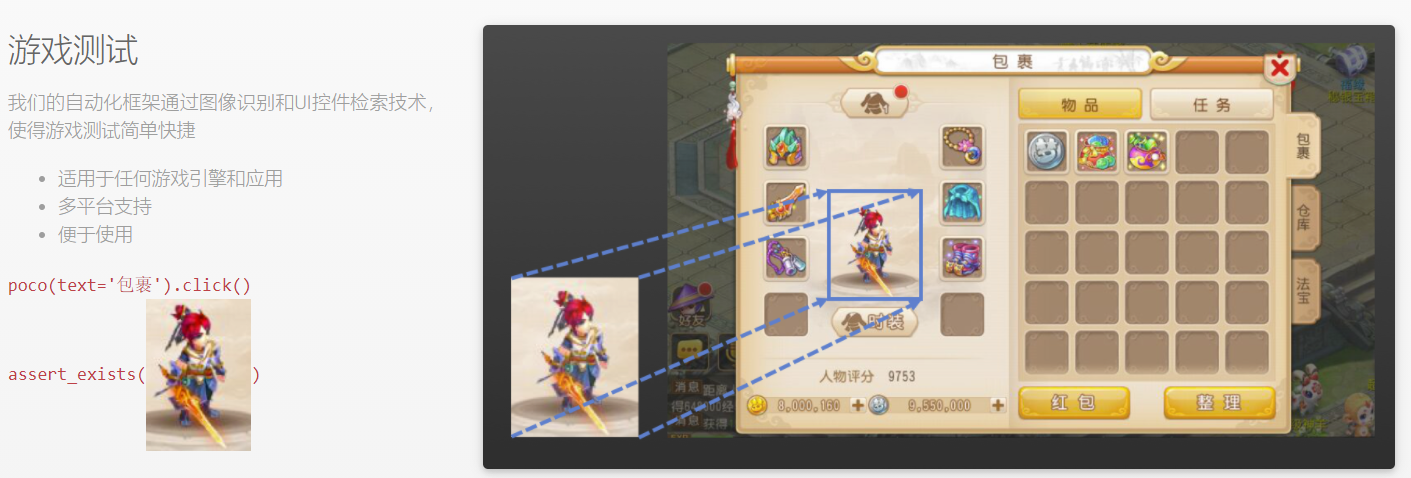 游戏测试
我们的自动化框架通过图像识别和UI控件检索技术，
使得游戏测试简单快捷
适用于任何游戏引擎和应用
多平台支持
便于使用
poco(text='包裹').click()
assert_exists( )
包裹
物品
任务
包裹
仓库
法宝
好友
时装
人物评分 9753
消息 距离
消息 获得
8,000,160
9,550,000
红包
整理